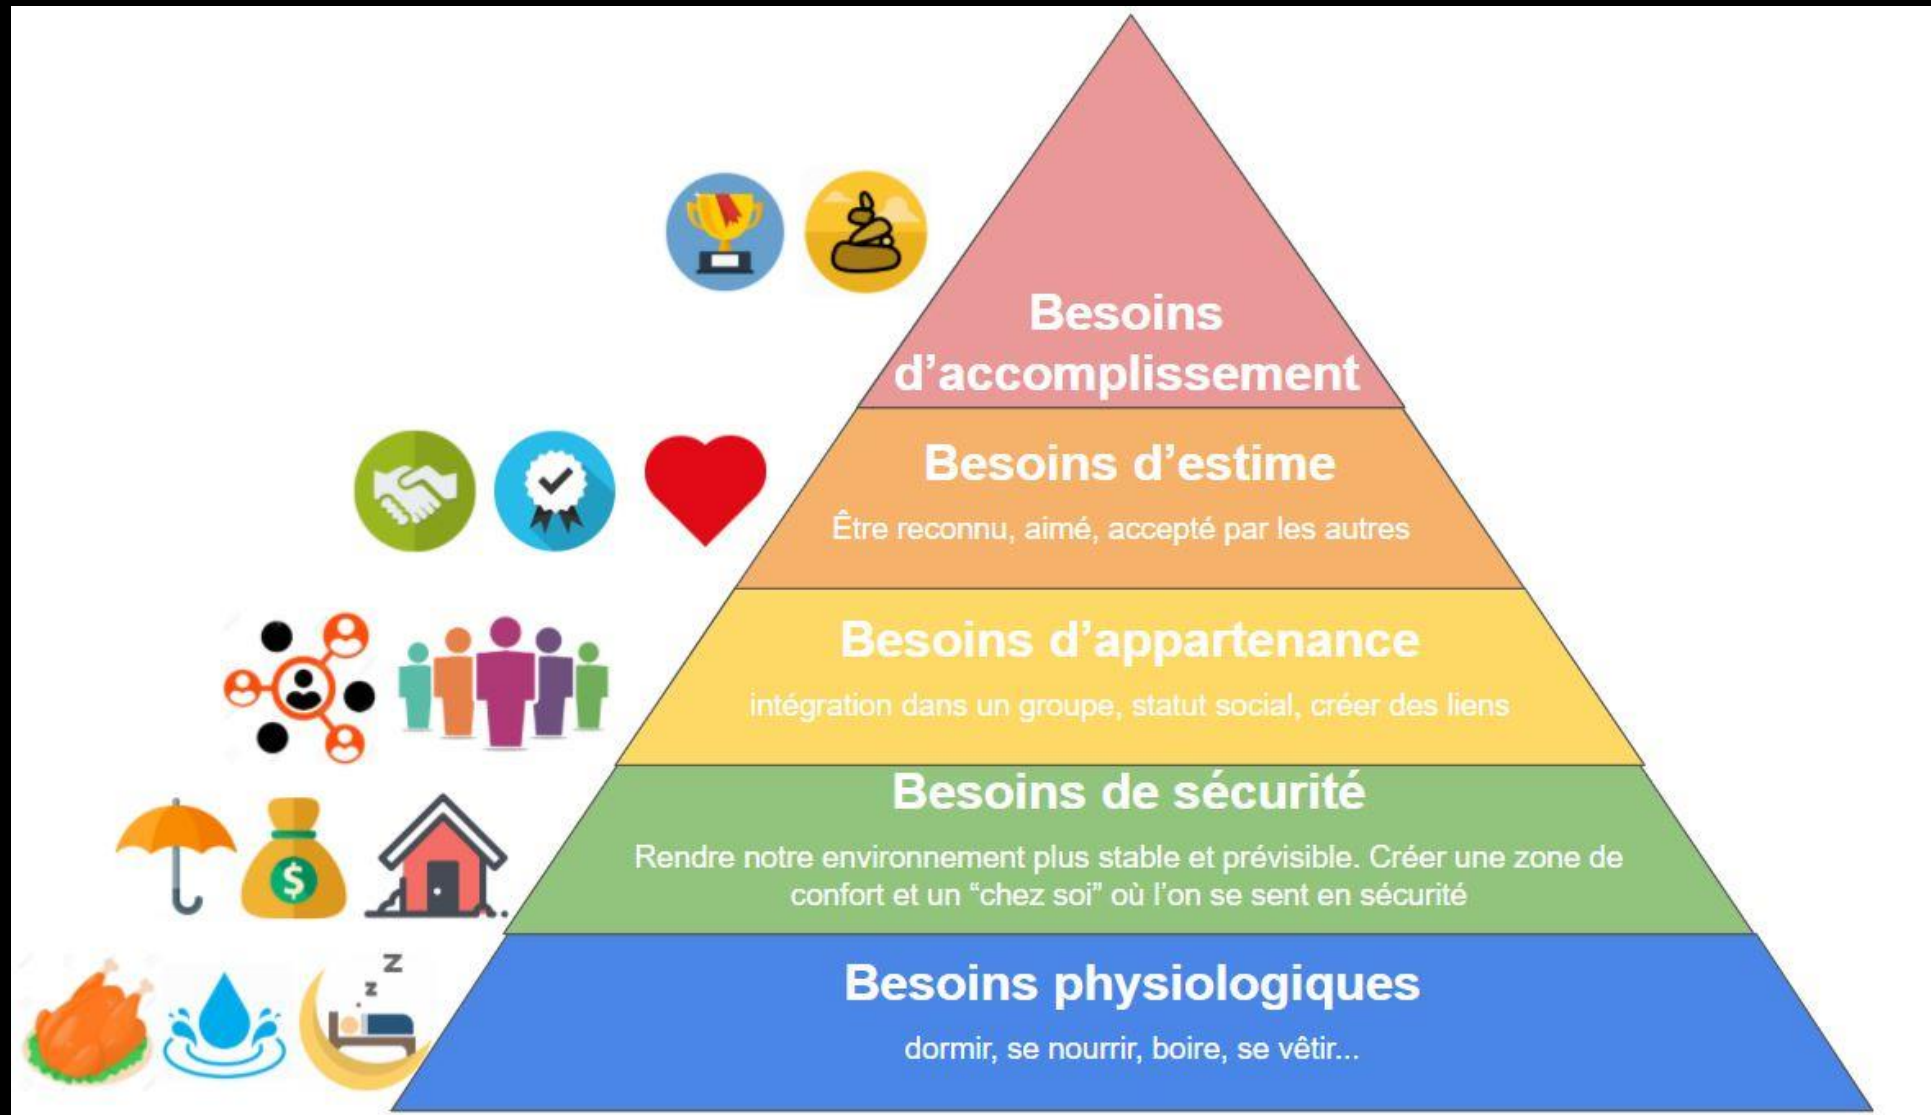 Besoins
d’accomplissement
Besoins d’estime
Être reconnu, aimé, accepté par les autres
Besoins d’appartenance
intégration dans un groupe, statut social, créer des liens
Besoins de sécurité
Rendre notre environnement plus stable et prévisible. Créer une zone de
confort et un “chez soi” où l’on se sent en sécurité
$
z
z
Besoins physiologiques
dormir, se nourrir, boire, se vêtir...